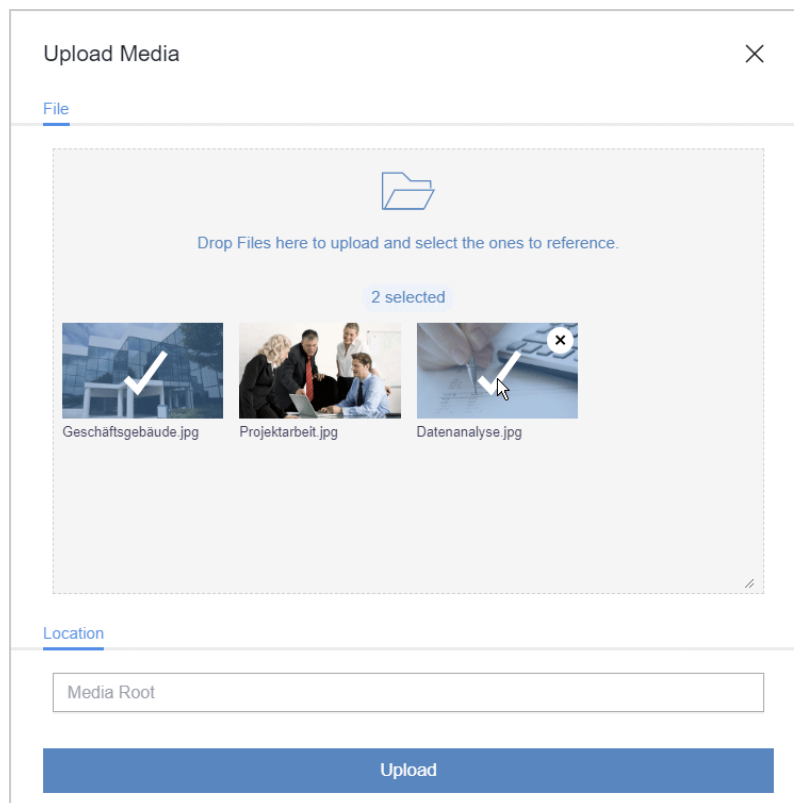 Upload Media
File
Drop Files here to upload and select the ones to reference.
2 selected
Geschäftsgebäude.jpg
Projektarbeit.jpg
Datenanalyse.jpg
Location
Media Root
Upload